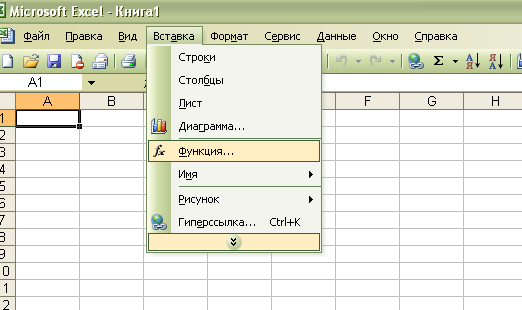 Microsoft Excel - Книга1
Файл Правка Вид Вставка Формат Сервис Данные Окно Справка
A1
Строки
Столбцы
Лист
Диаграмма...
fx Функция...
Имя
Рисунок
Гиперссылка... Ctrl+K
Σ А Я Я А
A B F G H
1
2
3
4
5
6
7
8
9
0
1
2